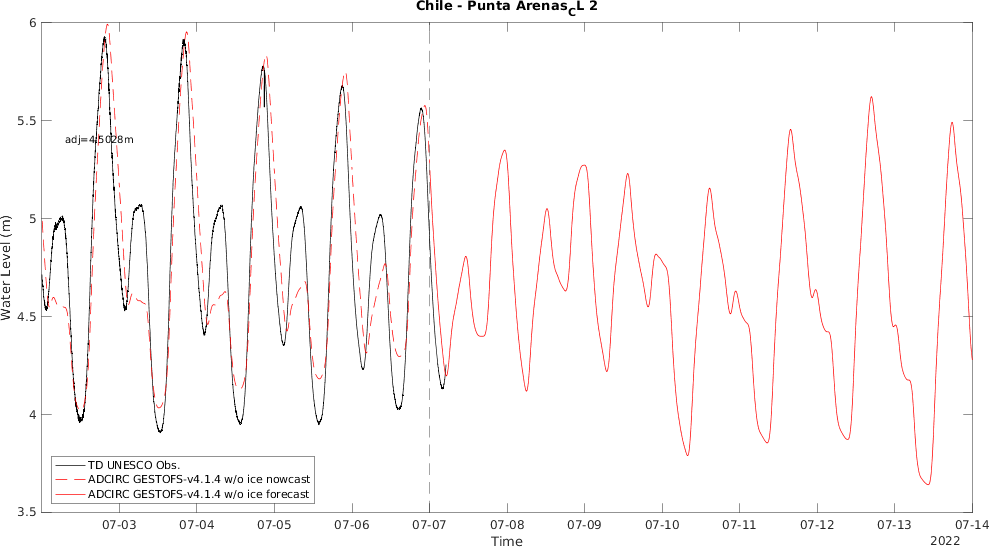 Chile - Punta Arenas_CL 2
6
5.5
5
4.5
4
3.5
Water Level (m)
adj=4.5028m
TD UNESCO Obs.
ADCIRC GESTOFS-v4.1.4 w/o ice nowcast
ADCIRC GESTOFS-v4.1.4 w/o ice forecast
07-03 07-04 07-05 07-06 07-07 07-08 07-09 07-10 07-11 07-12 07-13 07-14
Time
2022